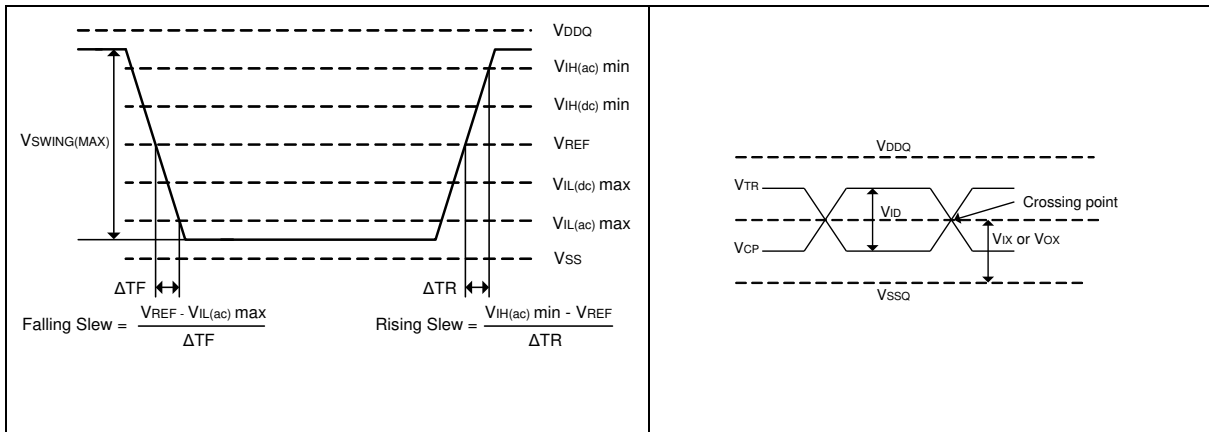 VDDQ
VIH(ac) min
VIH(dc) min
VSWING(MAX)
VREF
VIL(dc) max
VIL(ac) max
VSS
ΔTF
ΔTR
Falling Slew = VREF - VIL(ac) max
ΔTF
Rising Slew = VIH(ac) min - VREF
ΔTR
VDDQ
VTR
VID
Crossing point
VIX or VOX
VCP
VSSQ